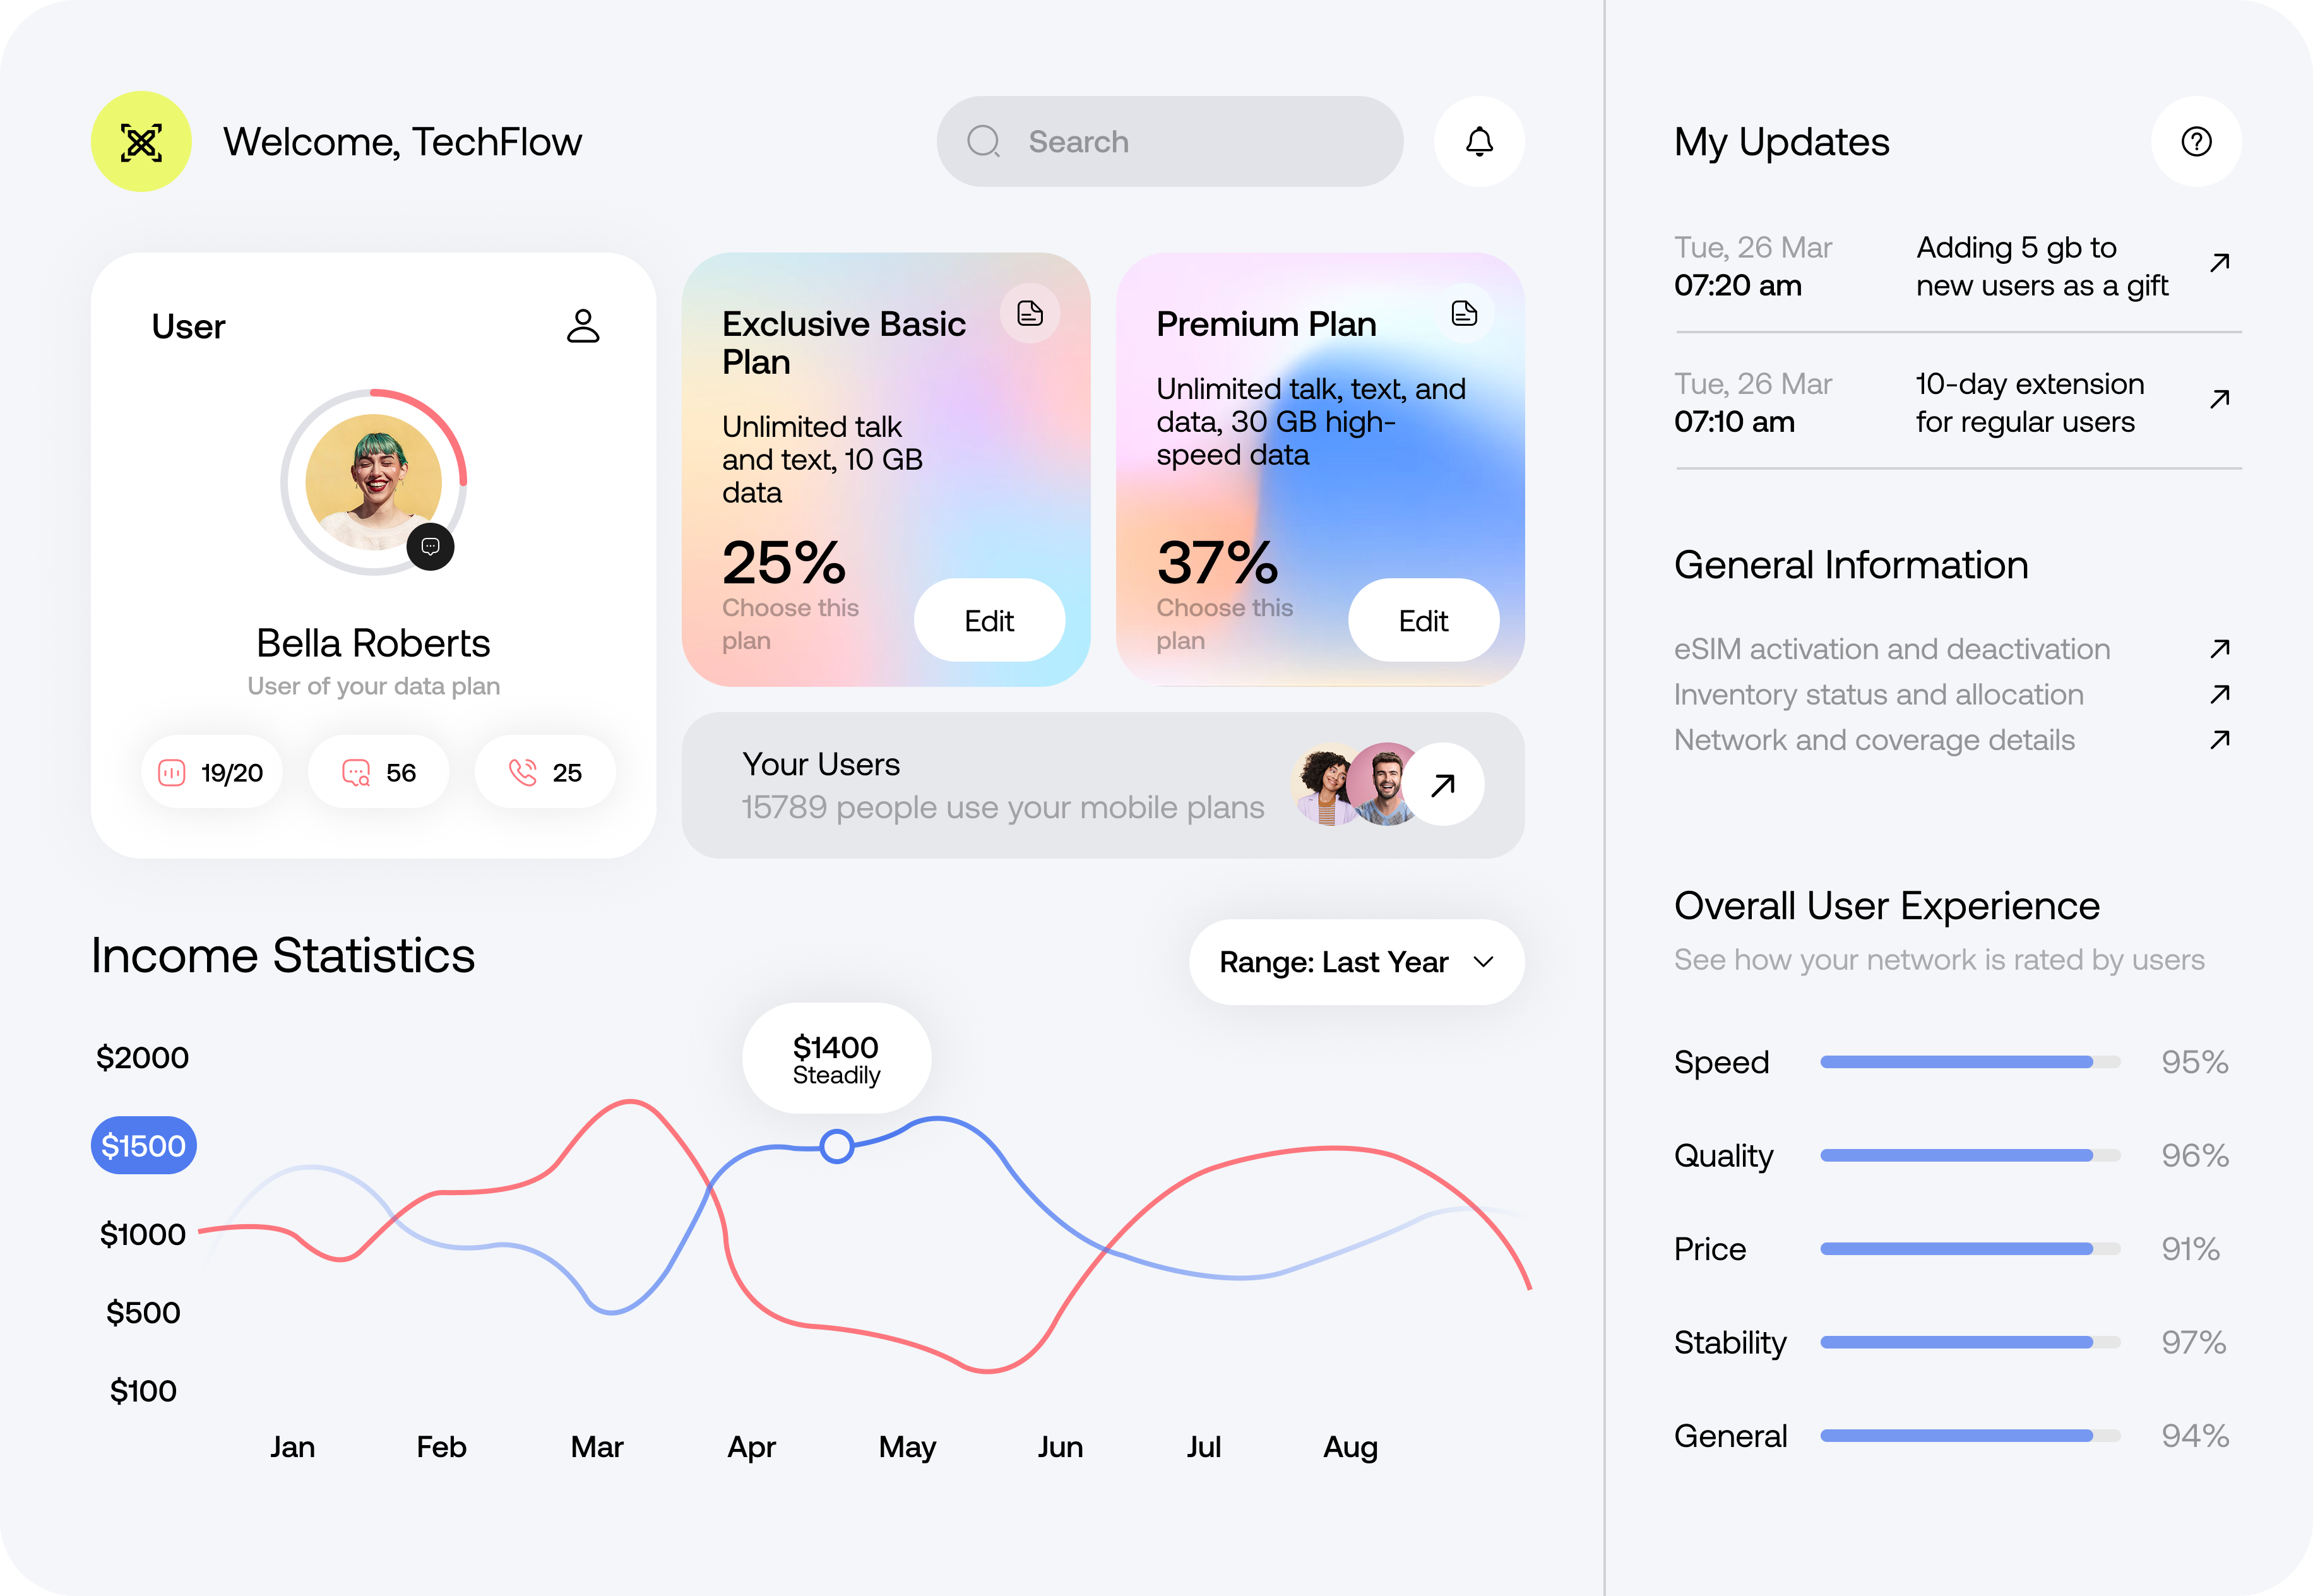 Welcome, TechFlow
Search
User
Bella Roberts
User of your data plan
19/20
56
25
Exclusive Basic
Plan
Unlimited talk
and text, 10 GB
data
25%
Choose this
plan
Edit
Premium Plan
Unlimited talk, text, and
data, 30 GB high-
speed data
37%
Choose this
plan
Edit
Your Users
15789 people use your mobile plans
Income Statistics
Range: Last Year
$1400
Steadily
$2000
$1500
$1000
$500
$100
Jan
Feb
Mar
Apr
May
Jun
Jul
Aug
My Updates
Tue, 26 Mar
07:20 am
Adding 5 gb to
new users as a gift
Tue, 26 Mar
07:10 am
10-day extension
for regular users
General Information
eSIM activation and deactivation
Inventory status and allocation
Network and coverage details
Overall User Experience
See how your network is rated by users
Speed 95%
Quality 96%
Price 91%
Stability 97%
General 94%